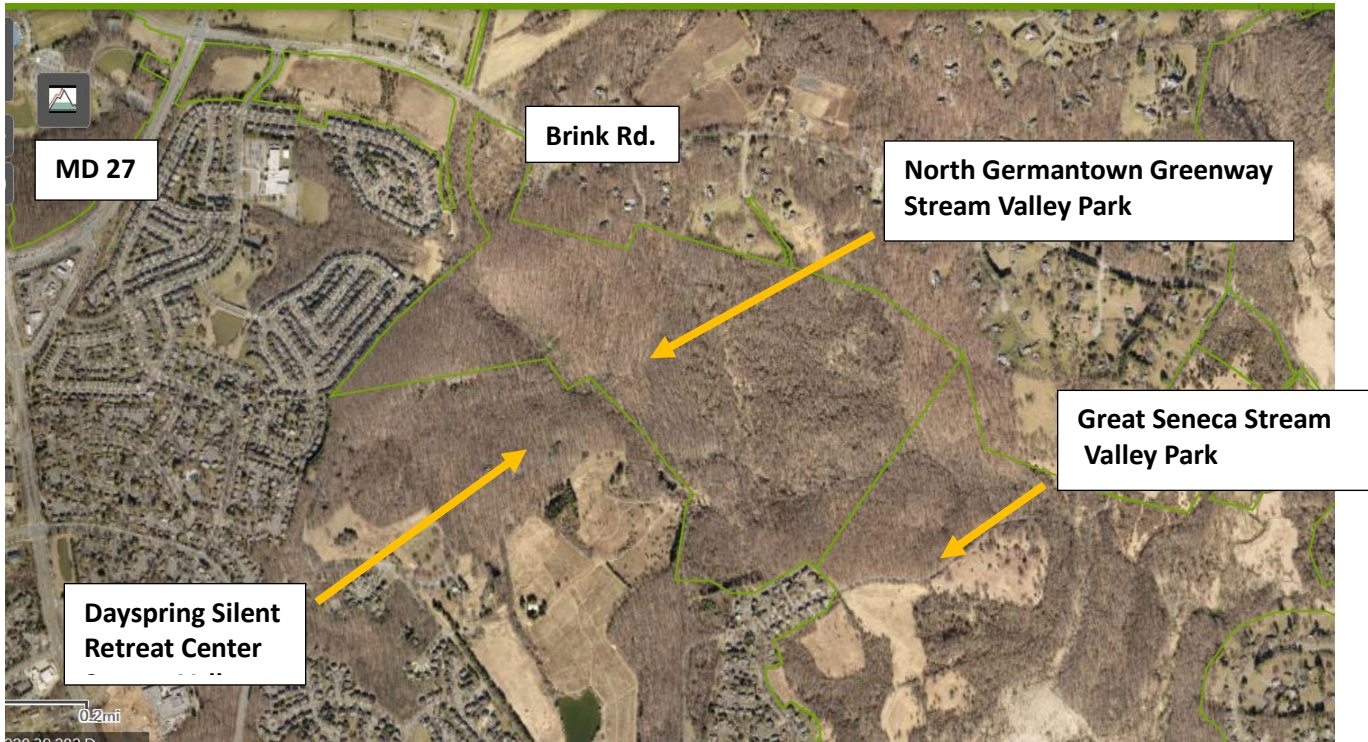 Brink Rd.
MD 27
North Germantown Greenway
Stream Valley Park
Great Seneca Stream
Valley Park
Dayspring Silent
Retreat Center
0.2mi